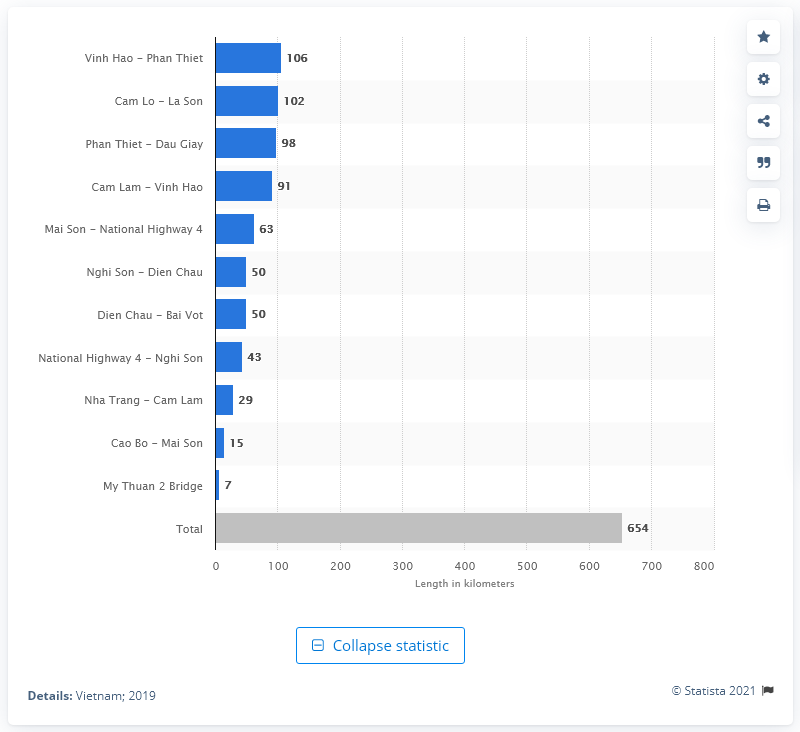 Vinh Hao – Phan Thiet 106
Cam Lo – La Son 102
Phan Thiet – Dau Giay 98
Cam Lam – Vinh Hao 91
Mai Son – National Highway 4 63
Nghi Son – Dien Chau 50
Dien Chau – Bai Vot 50
National Highway 4 – Nghi Son 43
Nha Trang – Cam Lam 29
Cao Bo – Mai Son 15
My Thuan 2 Bridge 7
Total 654
0 100 200 300 400 500 600 700 800
Length in kilometers
Collapse statistic
Details: Vietnam; 2019
© Statista 2021